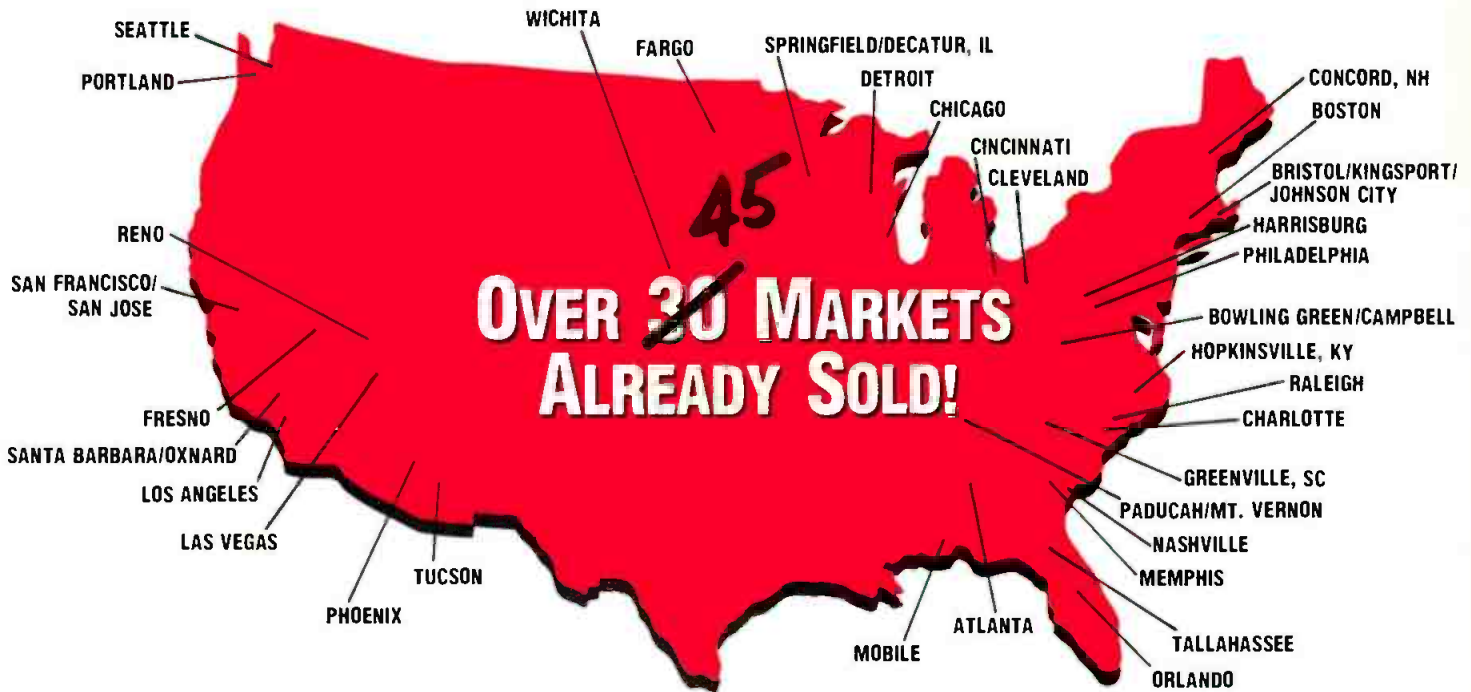 WICHITA
SEATTLE
FARGO
SPRINGFIELD/DECATUR, IL
PORTLAND
DETROIT
CONCORD, NH
CHICAGO
BOSTON
CINCINNATI
CLEVELAND
BRISTOL/KINGSPORT/
JOHNSON CITY
45
HARRISBURG
RENO
PHILADELPHIA
SAN FRANCISCO/
SAN JOSE
OVER 30 MARKETS
ALREADY SOLD!
BOWLING GREEN/CAMPBELL
HOPKINSVILLE, KY
RALEIGH
FRESNO
CHARLOTTE
SANTA BARBARA/OXNARD
LOS ANGELES
GREENVILLE, SC
PADUCAH/MT. VERNON
LAS VEGAS
NASHVILLE
TUCSON
MEMPHIS
PHOENIX
ATLANTA
TALLAHASSEE
MOBILE
ORLANDO